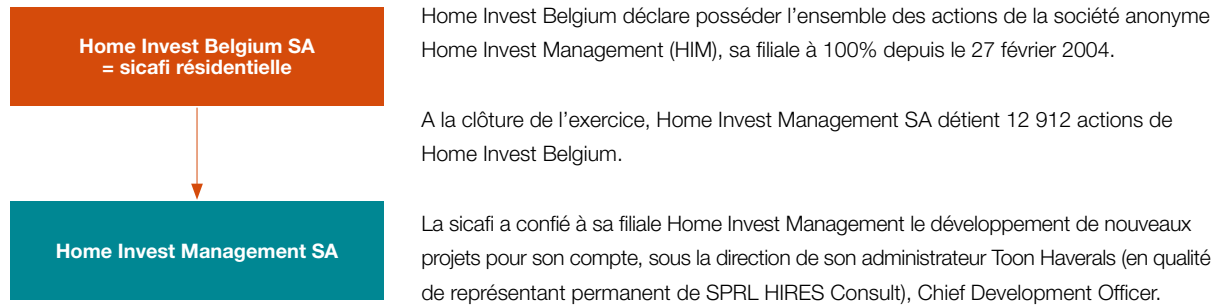 Home Invest Belgium SA
= sicafi résidentielle
Home Invest Management SA
Home Invest Belgium déclare posséder l’ensemble des actions de la société anonyme
Home Invest Management (HIM), sa filiale à 100% depuis le 27 février 2004.
A la clôture de l’exercice, Home Invest Management SA détient 12 912 actions de
Home Invest Belgium.
La sicafi a confié à sa filiale Home Invest Management le développement de nouveaux
projets pour son compte, sous la direction de son administrateur Toon Haverals (en qualité
de représentant permanent de SPRL HIRES Consult), Chief Development Officer.